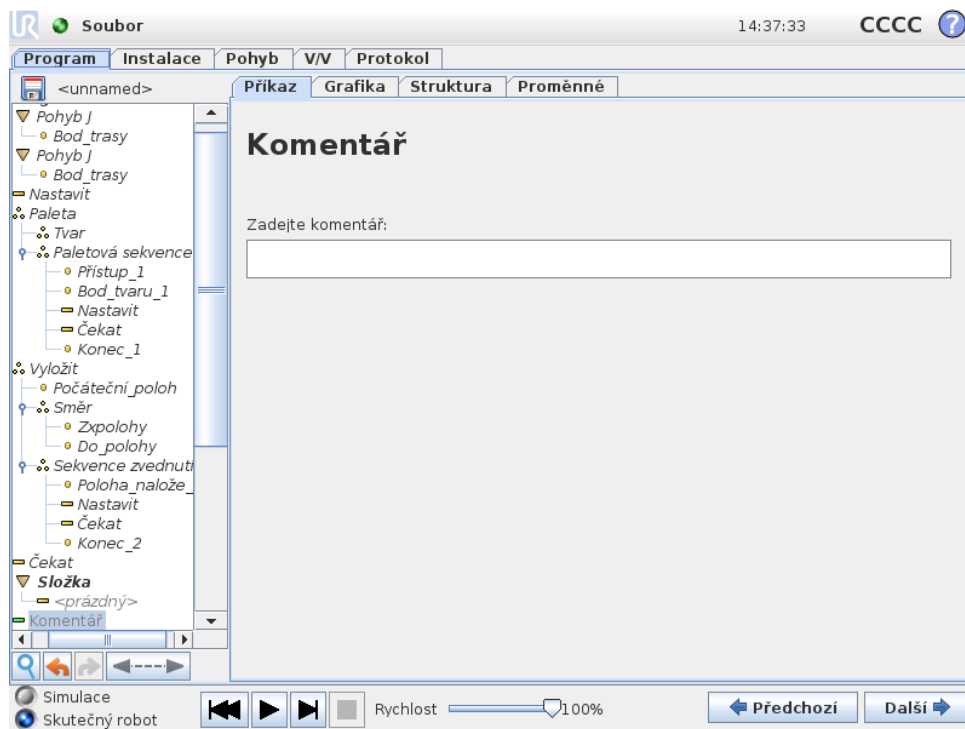 UR Soubor 14:37:33 CCCC ?
Program Instalace Pohyb V/V Protokol
<unnamed> Příkaz Grafika Struktura Proměnné
Pohyb J
Bod_trasy
Pohyb J
Bod_trasy
Nastavit
Paleta
Tvar
Paletová sekvence
Přístup_1
Bod_tvaru_1
Nastavit
Čekat
Konec_1
Vyložit
Počáteční_poloh
Směr
Zxpolohy
Do_polohy
Sekvence zvednutí
Poloha_nalože_
Nastavit
Čekat
Konec_2
Čekat
Složka
<prázdný>
Komentář
Komentář
Zadejte komentář:
Simulace
Skutečný robot
Rychlost 100%
Předchozí Další